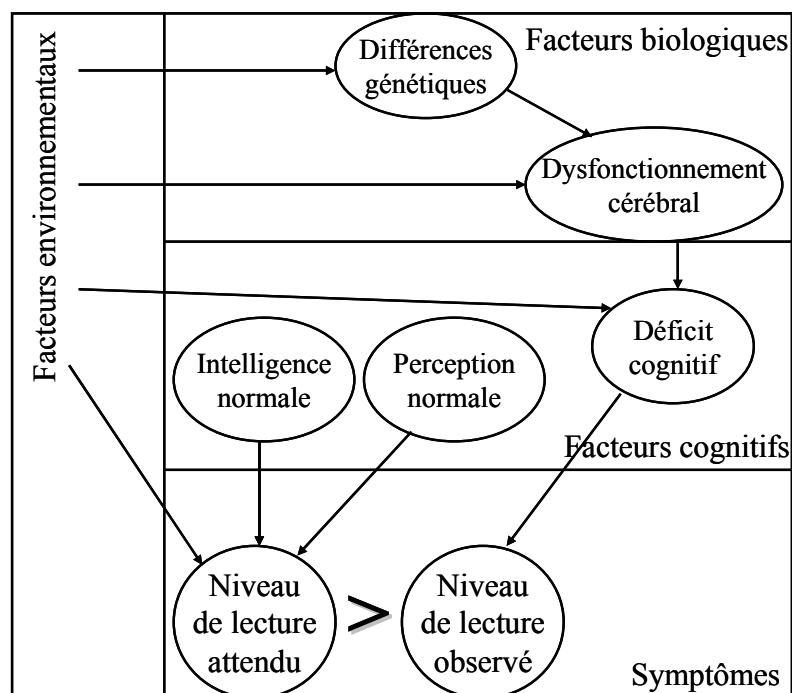 Facteurs environnementaux
Différences
génétiques
Facteurs biologiques
Dysfonctionnement
cérébral
Intelligence
normale
Perception
normale
Déficit
cognitif
Facteurs cognitifs
Niveau
de lecture
attendu
>
Niveau
de lecture
observé
Symptômes